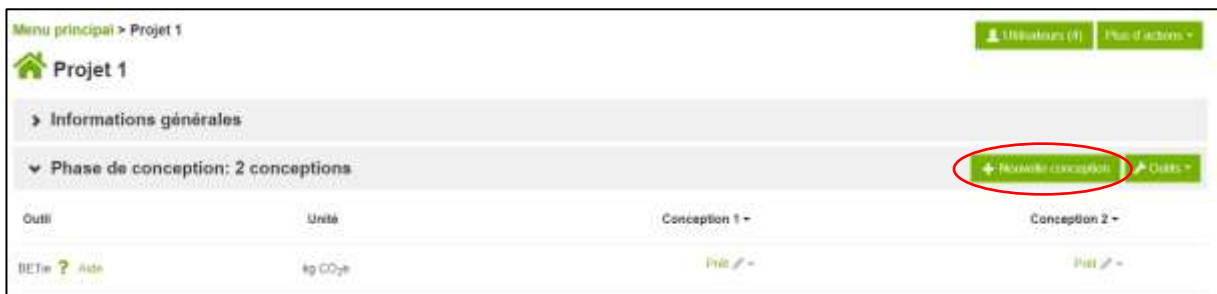 Menu principal > Projet 1
Utilisateurs (4) Plus d'actions
Projet 1
Informations générales
Phase de conception: 2 conceptions
Nouvelle conception Outils
Outil Unité Conception 1 Conception 2
? Aide kg CO₂e Prêt Prêt